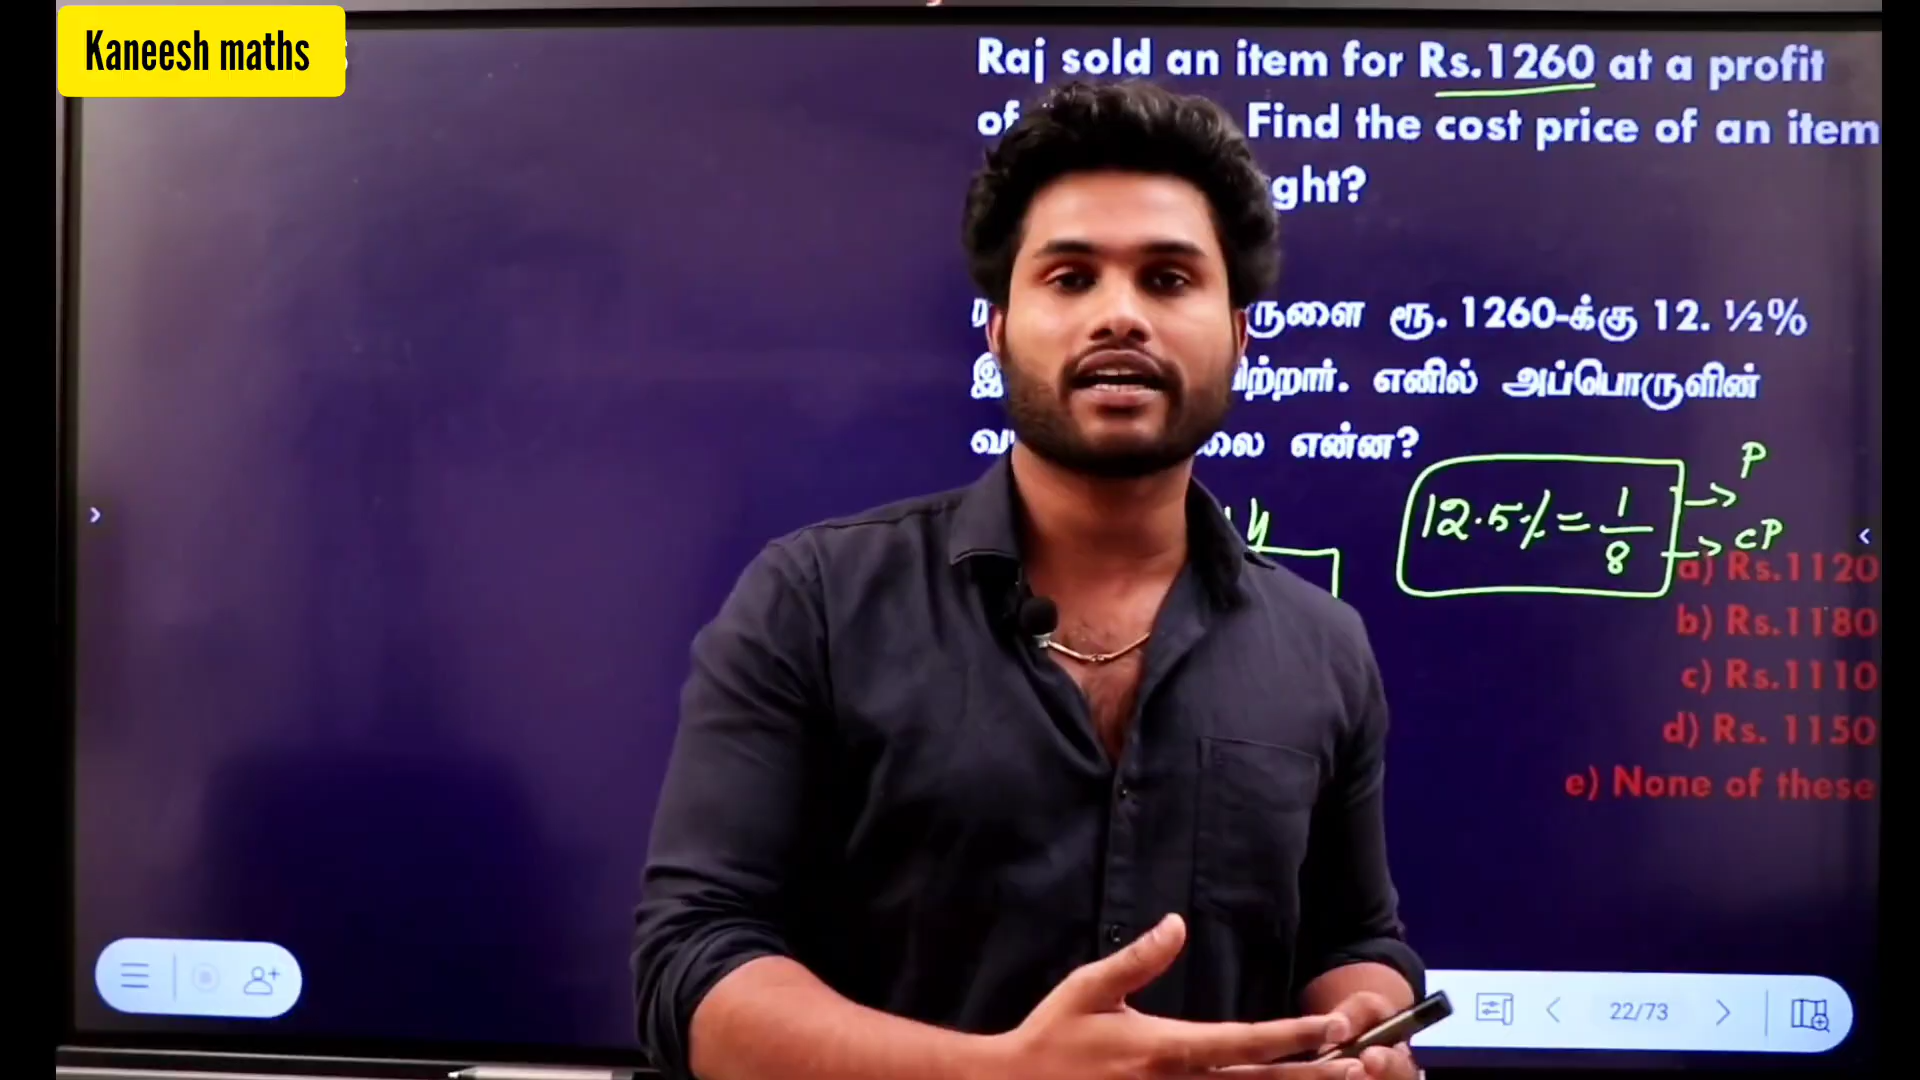 Kaneesh maths
Raj sold an item for Rs.1260 at a profit
of Find the cost price of an item
ரூ. 1260-க்கு 12. ½%
எனில் அப்பொருளின்
என்ன?
P
12.5% = 1/8
CP
a) Rs.1120
b) Rs.1180
c) Rs.1110
d) Rs. 1150
e) None of these
22/73